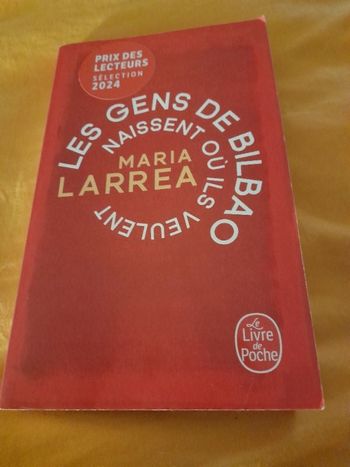 PRIX DES
LECTEURS
SÉLECTION
2024
LES GENS DE BILBAO
NAISSENT OÙ ILS VEULENT
MARIA
LARREA
Le
Livre
de
Poche